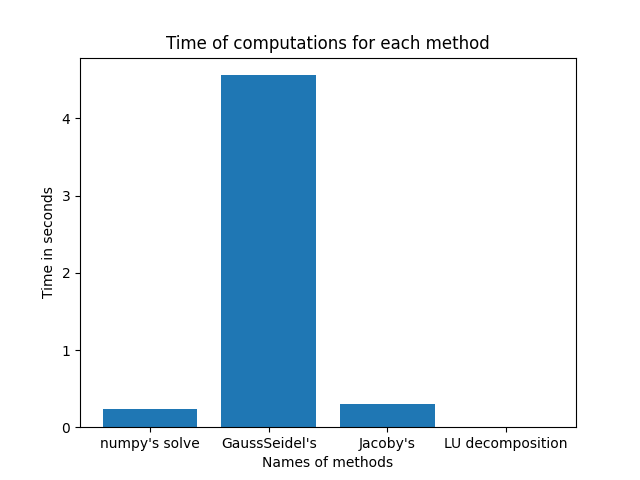 Time of computations for each method
Time in seconds
4
3
2
1
0
numpy's solve GaussSeidel's Jacoby's LU decomposition
Names of methods